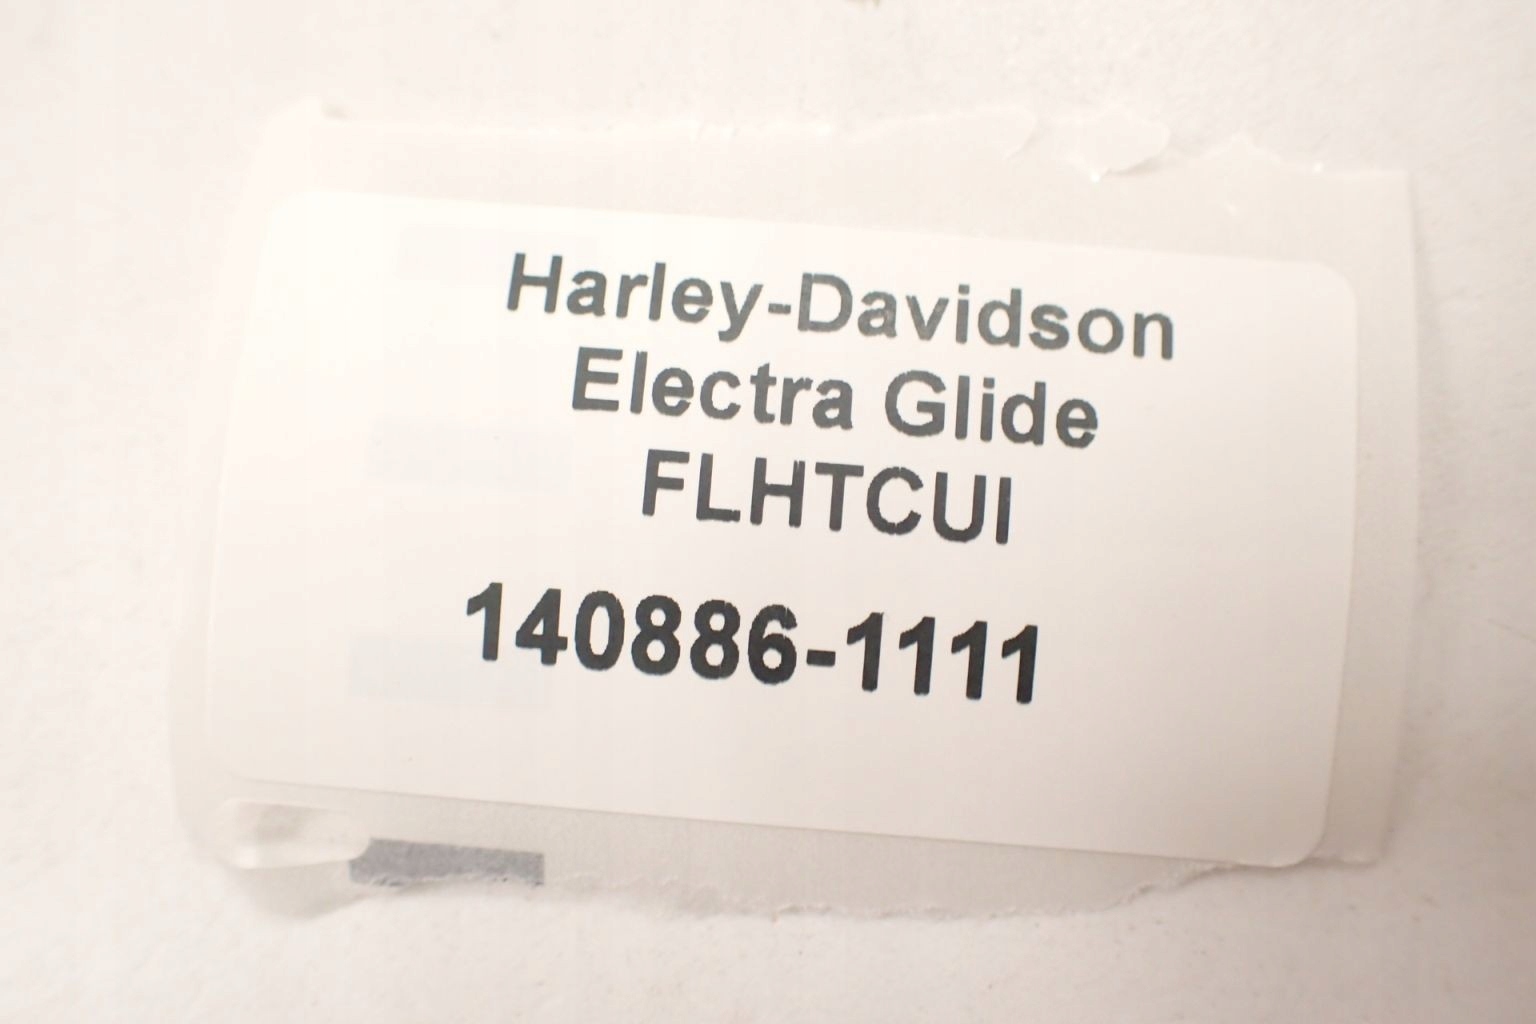 Harley-Davidson
Electra Glide
FLHTCUI
140886-1111